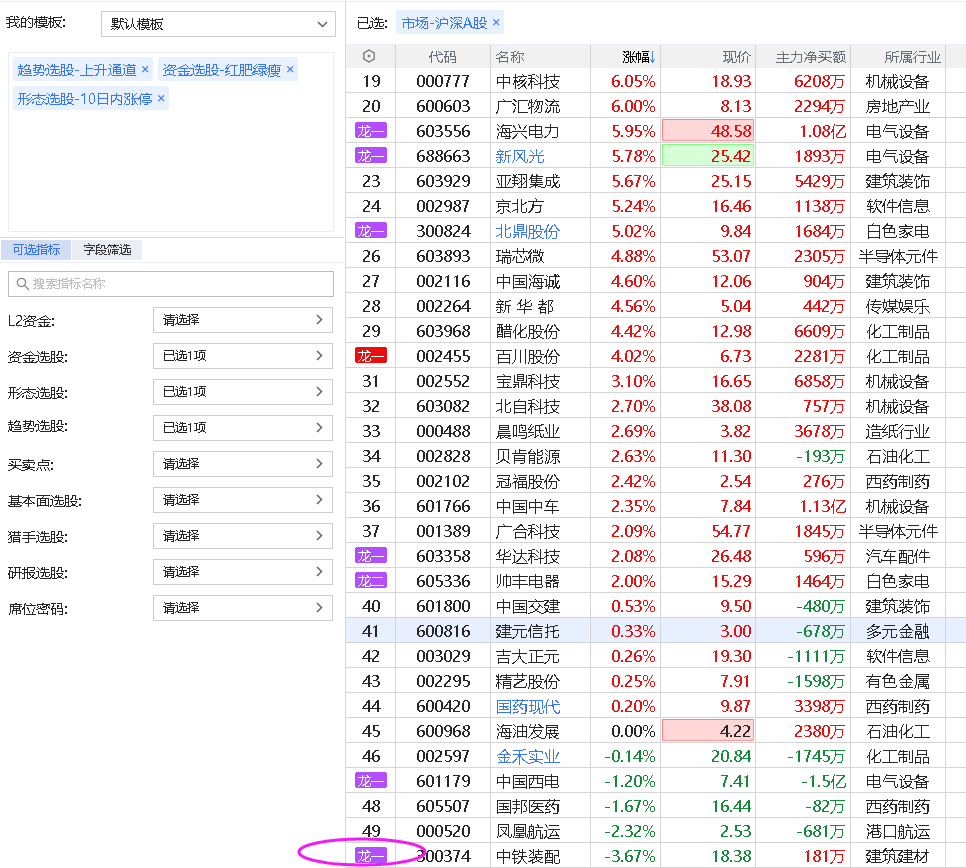 我的模板:
默认模板
趋势选股-上升通道 × 资金选股-红肥绿瘦 ×
形态选股-10日内涨停 ×
可选指标 字段筛选
搜索指标名称
L2资金: 请选择
资金选股: 已选1项
形态选股: 已选1项
趋势选股: 已选1项
买卖点: 请选择
基本面选股: 请选择
猎手选股: 请选择
研报选股: 请选择
席位密码: 请选择
已选: 市场-沪深A股 ×
代码 名称 涨幅↓ 现价 主力净买额 所属行业
19 000777 中核科技 6.05% 18.93 6208万 机械设备
20 600603 广汇物流 6.00% 8.13 2294万 房地产业
龙一 603556 海兴电力 5.95% 48.58 1.08亿 电气设备
龙一 688663 新风光 5.78% 25.42 1893万 电气设备
23 603929 亚翔集成 5.67% 25.15 5429万 建筑装饰
24 002987 京北方 5.24% 16.46 1138万 软件信息
龙一 300824 北鼎股份 5.02% 9.84 1684万 白色家电
26 603893 瑞芯微 4.88% 53.07 2305万 半导体元件
27 002116 中国海诚 4.60% 12.06 904万 建筑装饰
28 002264 新 华 都 4.56% 5.04 442万 传媒娱乐
29 603968 醋化股份 4.42% 12.98 6609万 化工制品
龙一 002455 百川股份 4.02% 6.73 2281万 化工制品
31 002552 宝鼎科技 3.10% 16.65 6858万 机械设备
32 603082 北自科技 2.70% 38.08 757万 机械设备
33 000488 晨鸣纸业 2.69% 3.82 3678万 造纸行业
34 002828 贝肯能源 2.63% 11.30 -193万 石油化工
35 002102 冠福股份 2.42% 2.54 276万 西药制药
36 601766 中国中车 2.35% 7.84 1.13亿 机械设备
37 001389 广合科技 2.09% 54.77 1845万 半导体元件
龙一 603358 华达科技 2.08% 26.48 596万 汽车配件
龙二 605336 帅丰电器 2.00% 15.29 1464万 白色家电
40 601800 中国交建 0.53% 9.50 -480万 建筑装饰
41 600816 建元信托 0.33% 3.00 -678万 多元金融
42 003029 吉大正元 0.26% 19.30 -1111万 软件信息
43 002295 精艺股份 0.25% 7.91 -1598万 有色金属
44 600420 国药现代 0.20% 9.87 3398万 西药制药
45 600968 海油发展 0.00% 4.22 2380万 石油化工
46 002597 金禾实业 -0.14% 20.84 -1745万 化工制品
龙一 601179 中国西电 -1.20% 7.41 -1.5亿 电气设备
48 605507 国邦医药 -1.67% 16.44 -82万 西药制药
49 000520 凤凰航运 -2.32% 2.53 -681万 港口航运
龙一 300374 中铁装配 -3.67% 18.38 181万 建筑建材